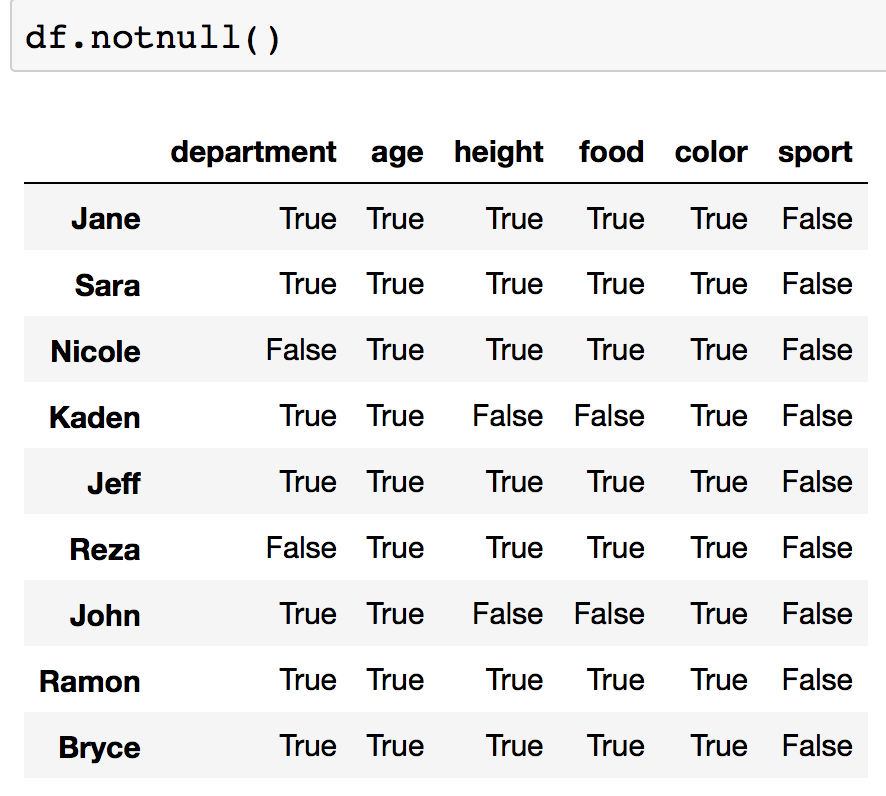 df.notnull()
department age height food color sport
Jane True True True True True False
Sara True True True True True False
Nicole False True True True True False
Kaden True True False False True False
Jeff True True True True True False
Reza False True True True True False
John True True False False True False
Ramon True True True True True False
Bryce True True True True True False